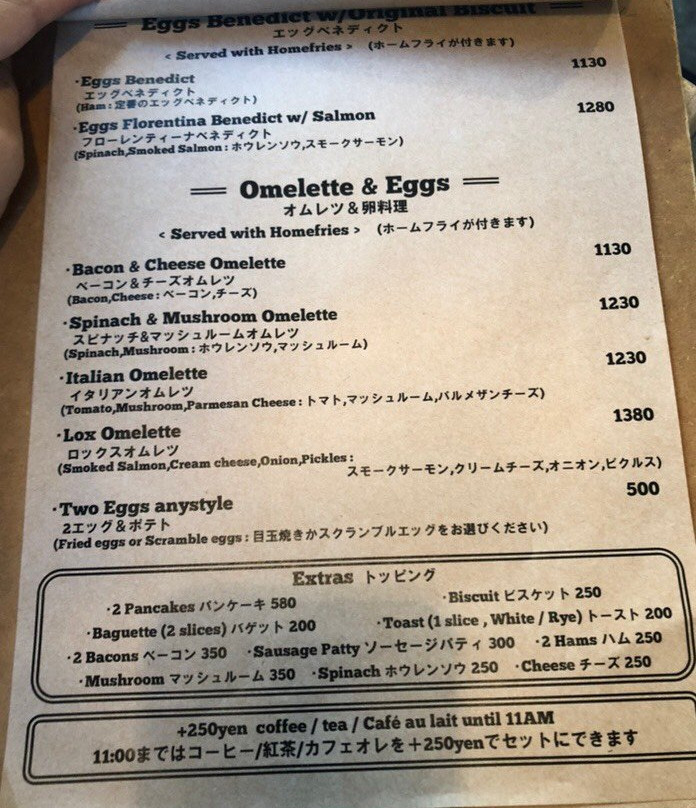 Eggs Benedict w/Original Biscuit
エッグベネディクト
< Served with Homefries > (ホームフライが付きます)
·Eggs Benedict 1130
エッグベネディクト
(Ham : 定番のエッグベネディクト)
·Eggs Florentina Benedict w/ Salmon 1280
フローレンティーナベネディクト
(Spinach,Smoked Salmon : ホウレンソウ,スモークサーモン)
Omelette & Eggs
オムレツ&卵料理
< Served with Homefries > (ホームフライが付きます)
·Bacon & Cheese Omelette 1130
ベーコン&チーズオムレツ
(Bacon,Cheese : ベーコン,チーズ)
·Spinach & Mushroom Omelette 1230
スピナッチ&マッシュルームオムレツ
(Spinach,Mushroom : ホウレンソウ,マッシュルーム)
·Italian Omelette 1230
イタリアンオムレツ
(Tomato,Mushroom,Parmesan Cheese : トマト,マッシュルーム,パルメザンチーズ)
·Lox Omelette 1380
ロックスオムレツ
(Smoked Salmon,Cream cheese,Onion,Pickles :
スモークサーモン,クリームチーズ,オニオン,ピクルス)
·Two Eggs anystyle 500
2エッグ&ポテト
(Fried eggs or Scramble eggs : 目玉焼きかスクランブルエッグをお選びください)
Extras トッピング
·2 Pancakes パンケーキ 580 ·Biscuit ビスケット 250
·Baguette (2 slices) バゲット 200 ·Toast (1 slice , White / Rye) トースト 200
·2 Bacons ベーコン 350 ·Sausage Patty ソーセージパティ 300 ·2 Hams ハム 250
·Mushroom マッシュルーム 350 ·Spinach ホウレンソウ 250 ·Cheese チーズ 250
+250yen coffee / tea / Café au lait until 11AM
11:00まではコーヒー/紅茶/カフェオレを+250yenでセットにできます